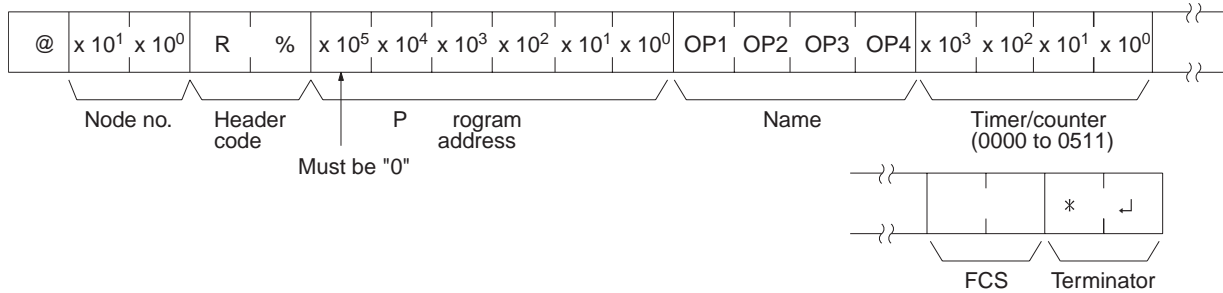 @ x 10¹ x 10⁰ R % x 10⁵ x 10⁴ x 10³ x 10² x 10¹ x 10⁰ OP1 OP2 OP3 OP4 x 10³ x 10² x 10¹ x 10⁰
Node no. Header code P rogram address Name Timer/counter (0000 to 0511)
Must be "0"
* ↵
FCS Terminator